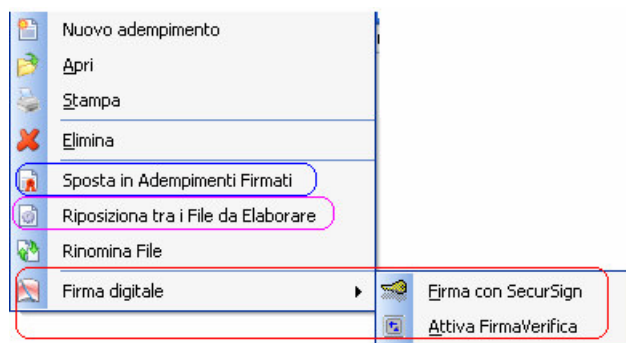 Nuovo adempimento
Apri
Stampa
Elimina
Sposta in Adempimenti Firmati
Riposiziona tra i File da Elaborare
Rinomina File
Firma digitale
Firma con SecurSign
Attiva FirmaVerifica